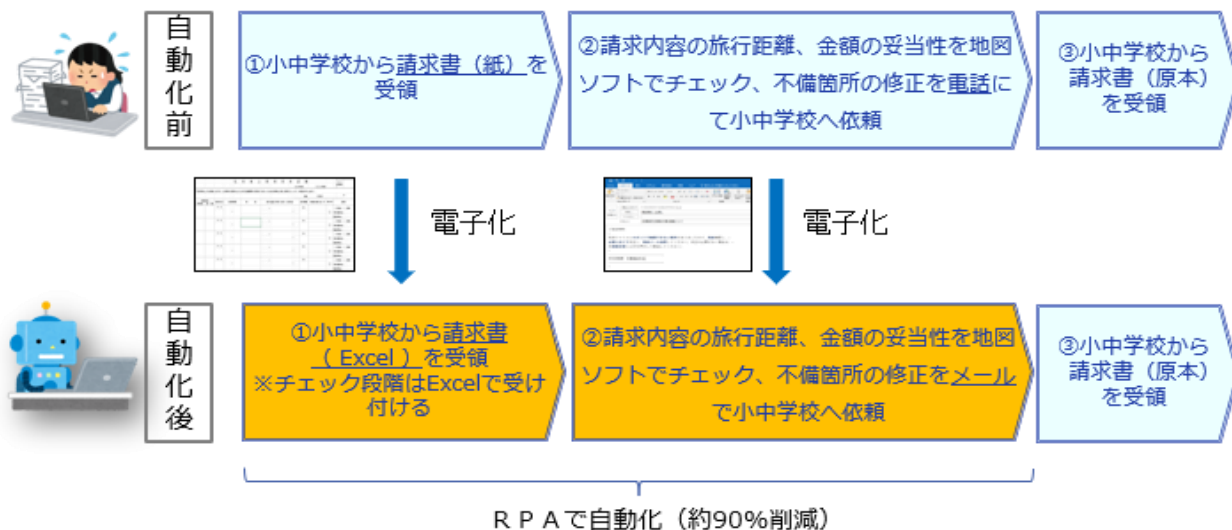 自動化前
①小中学校から請求書（紙）を
受領
②請求内容の旅行距離、金額の妥当性を地図
ソフトでチェック、不備箇所の修正を電話に
て小中学校へ依頼
③小中学校から
請求書（原本）
を受領
電子化
電子化
自動化後
①小中学校から請求書
（ Excel ）を受領
※チェック段階はExcelで受け
付ける
②請求内容の旅行距離、金額の妥当性を地図
ソフトでチェック、不備箇所の修正をメール
で小中学校へ依頼
③小中学校から
請求書（原本）
を受領
ＲＰＡで自動化（約90%削減）